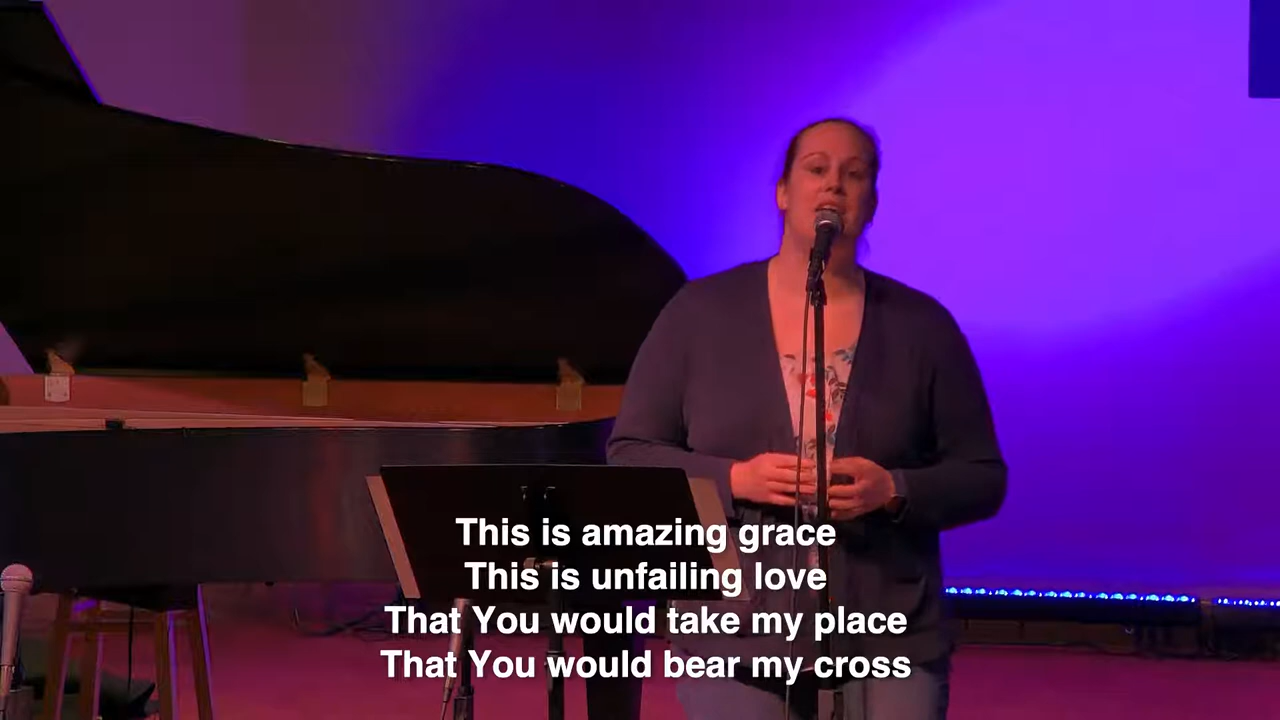 This is amazing grace
This is unfailing love
That You would take my place
That You would bear my cross